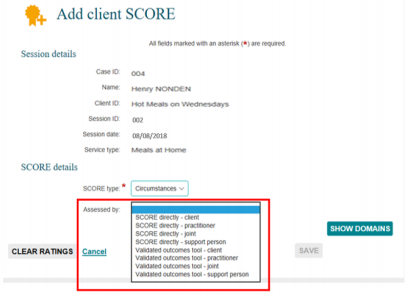 Add client SCORE
All fields marked with an asterisk (*) are required.
Session details
Case ID: 004
Name: Henry NONDEN
Client ID: Hot Meals on Wednesdays
Session ID: 002
Session date: 08/08/2018
Service type: Meals at Home
SCORE details
SCORE type: * Circumstances
Assessed by:
SCORE directly - client
SCORE directly - practitioner
SCORE directly - joint
SCORE directly - support person
Validated outcomes tool - client
Validated outcomes tool - practitioner
Validated outcomes tool - joint
Validated outcomes tool - support person
SHOW DOMAINS
CLEAR RATINGS Cancel SAVE